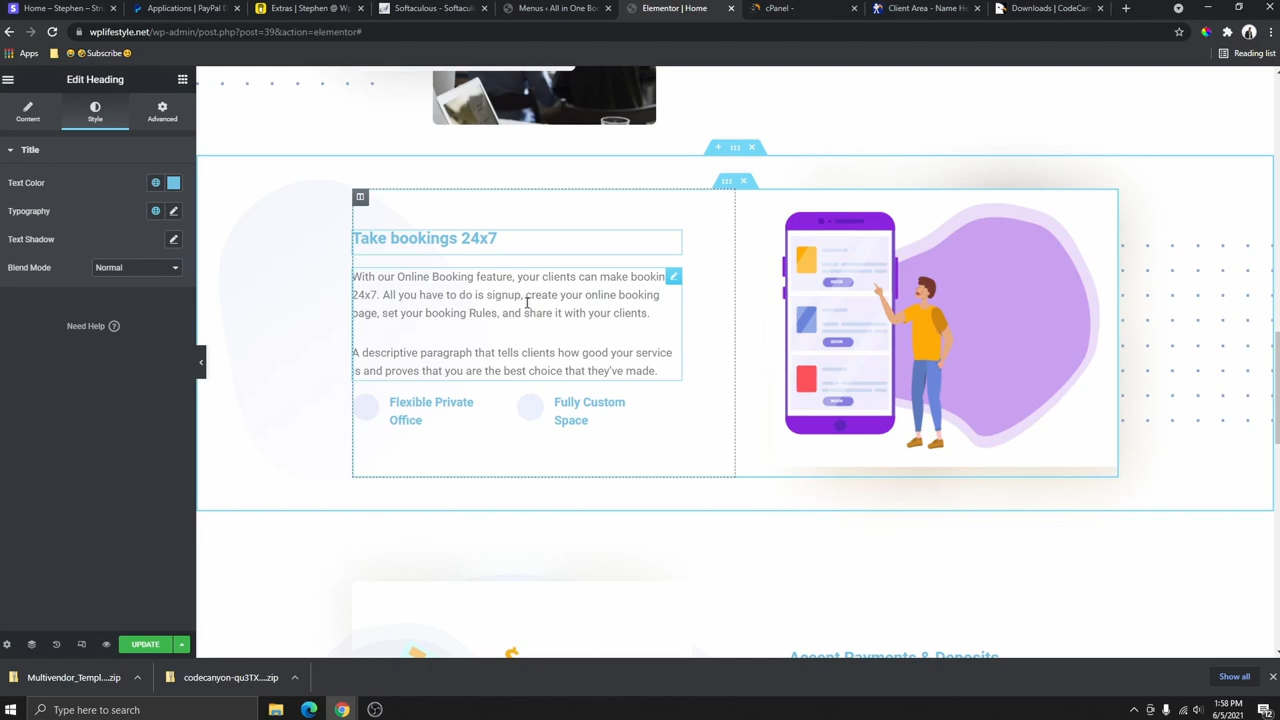 Home – Stephen – Str
Applications | PayPal D
Extras | Stephen @ Wp
Softaculous - Softacul
Menus ‹ All in One Boo
Elementor | Home
cPanel -
Client Area - Name He
Downloads | CodeCan
wplifestyle.net/wp-admin/post.php?post=39&action=elementor#
Apps
Subscribe
Reading list
Edit Heading
Content
Style
Advanced
Title
Text Color
Typography
Text Shadow
Blend Mode
Normal
Need Help
UPDATE
Take bookings 24x7
With our Online Booking feature, your clients can make bookin
24x7. All you have to do is signup, create your online booking
page, set your booking Rules, and share it with your clients.
A descriptive paragraph that tells clients how good your service
is and proves that you are the best choice that they've made.
Flexible Private
Office
Fully Custom
Space
Accept Payments & Deposits
Multivendor_Templ....zip
codecanyon-qu3TX....zip
Show all
Type here to search
1:58 PM
6/5/2021